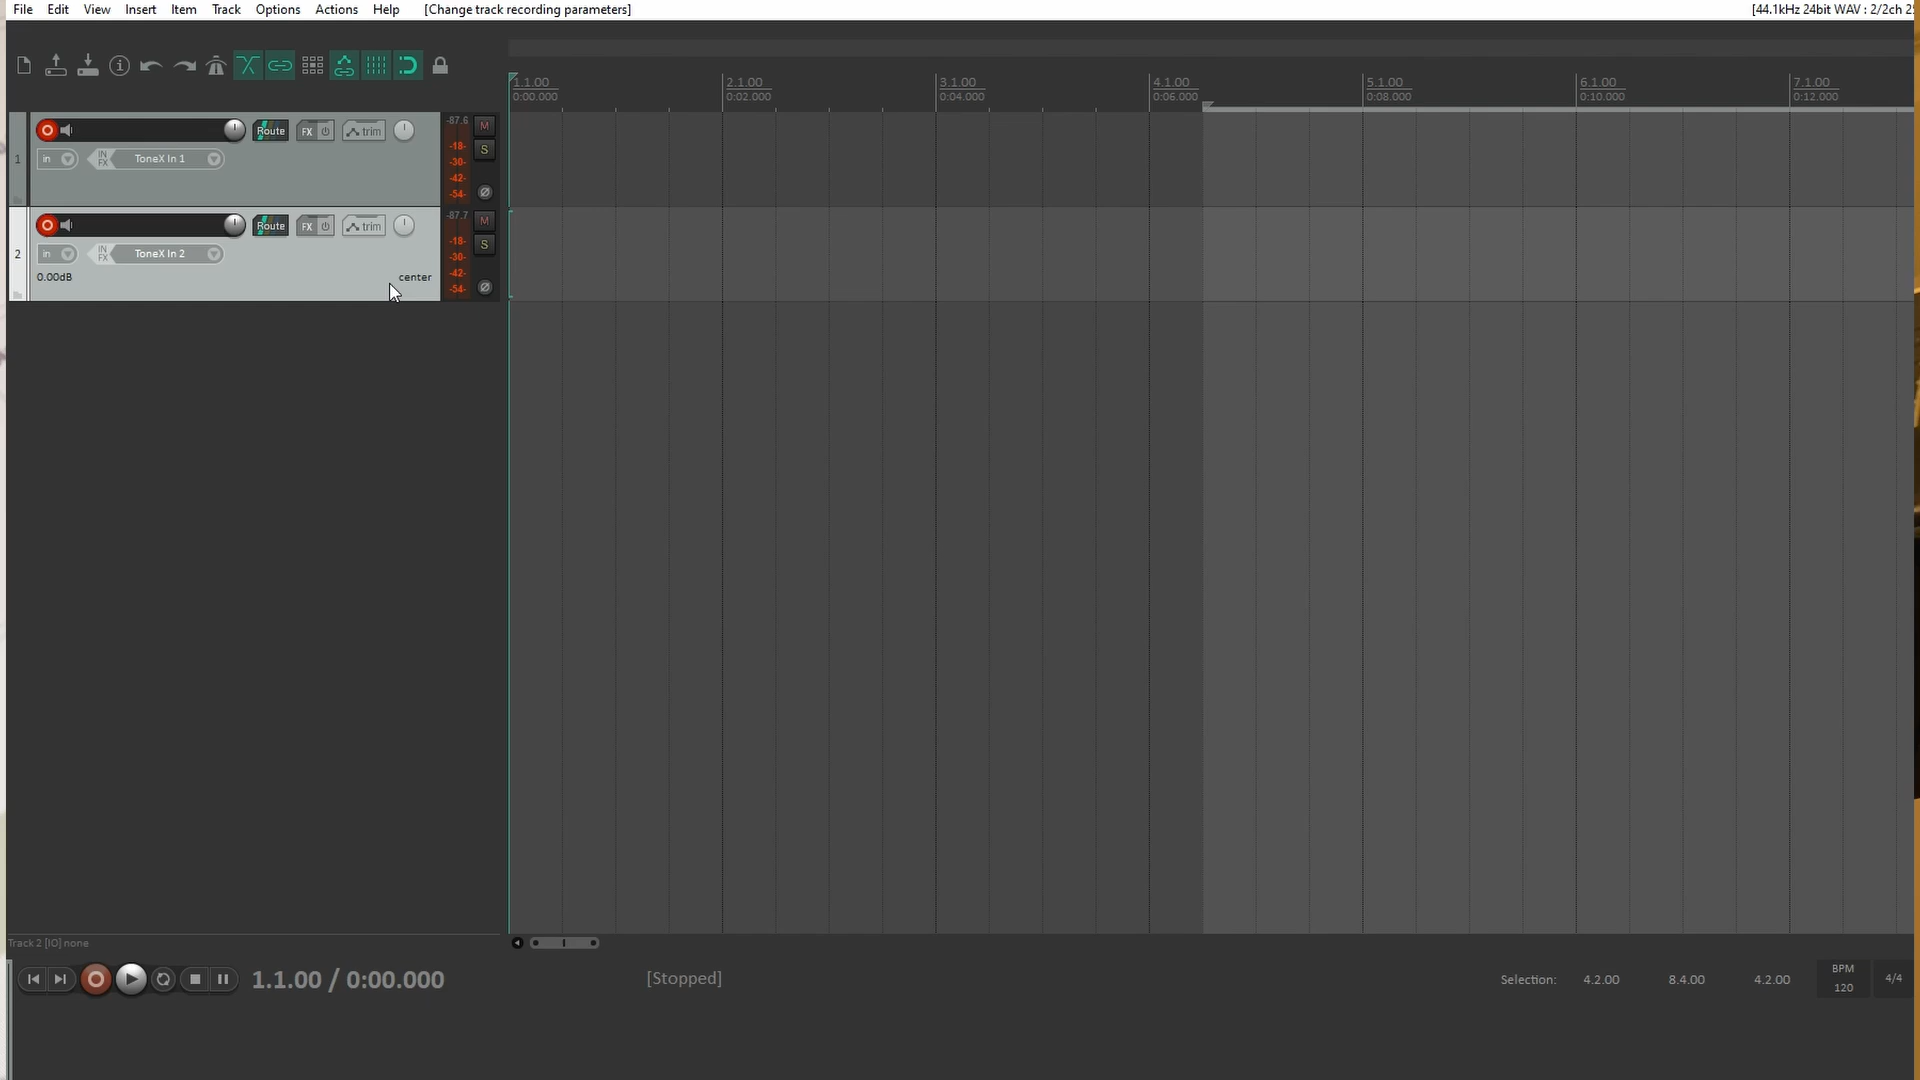 File Edit View Insert Item Track Options Actions Help [Change track recording parameters] [44.1kHz 24bit WAV : 2/2ch
1.1.00 2.1.00 3.1.00 4.1.00 5.1.00 6.1.00 7.1.00
0:00.000 0:02.000 0:04.000 0:06.000 0:08.000 0:10.000 0:12.000
1 Route FX trim -87.6 M
in IN FX ToneX In 1 -18- -30- -42- -54- S
2 Route FX trim -87.7 M
in IN FX ToneX In 2 -18- -30- -42- -54- S
0.00dB center
Track 2 [IO] none
1.1.00 / 0:00.000 [Stopped] Selection: 4.2.00 8.4.00 4.2.00 BPM 120 4/4